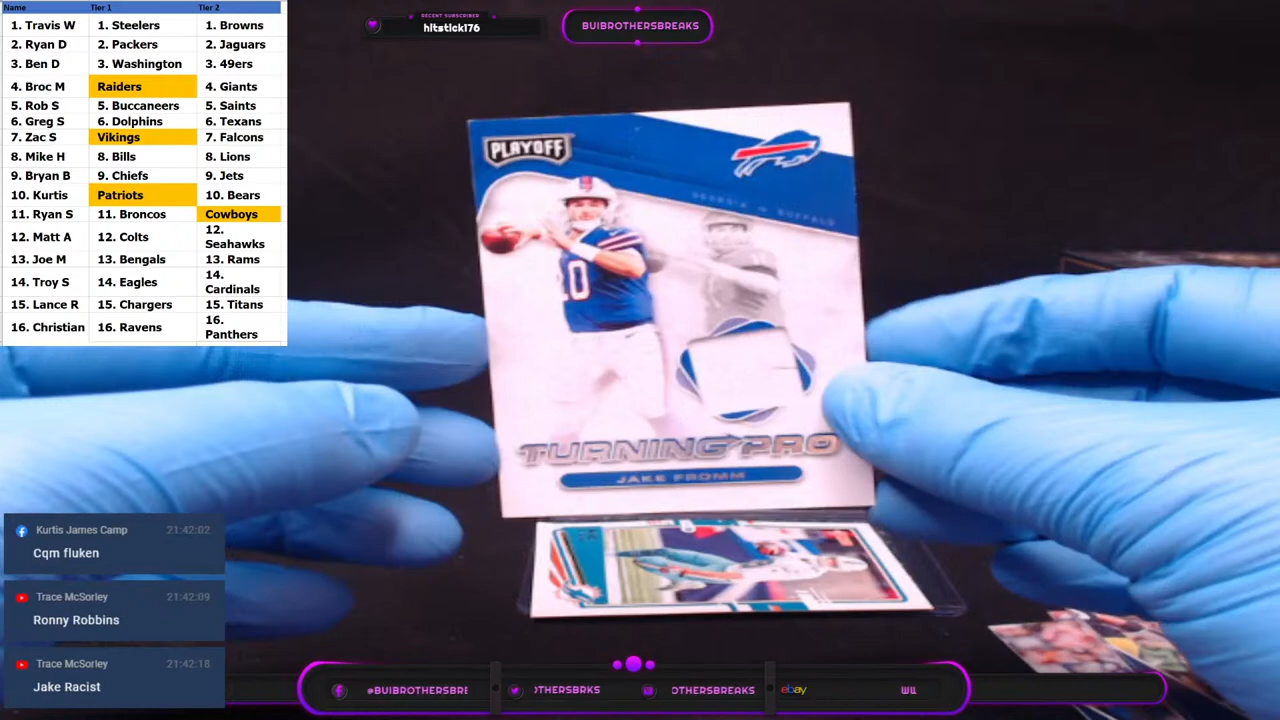 Name Tier 1 Tier 2
1. Travis W 1. Steelers 1. Browns
2. Ryan D 2. Packers 2. Jaguars
3. Ben D 3. Washington 3. 49ers
4. Broc M Raiders 4. Giants
5. Rob S 5. Buccaneers 5. Saints
6. Greg S 6. Dolphins 6. Texans
7. Zac S Vikings 7. Falcons
8. Mike H 8. Bills 8. Lions
9. Bryan B 9. Chiefs 9. Jets
10. Kurtis Patriots 10. Bears
11. Ryan S 11. Broncos Cowboys
12. Matt A 12. Colts 12. Seahawks
13. Joe M 13. Bengals 13. Rams
14. Troy S 14. Eagles 14. Cardinals
15. Lance R 15. Chargers 15. Titans
16. Christian 16. Ravens 16. Panthers
RECENT SUBSCRIBER
hitstick176
BUIBROTHERSBREAKS
PLAYOFF
GEORGIA BUFFALO
10
TURNING PRO
JAKE FROMM
Kurtis James Camp 21:42:02
Cqm fluken
Trace McSorley 21:42:09
Ronny Robbins
Trace McSorley 21:42:18
Jake Racist
@BUIBROTHERSBRE
OTHERSBRKS
OTHERSBREAKS
ebay